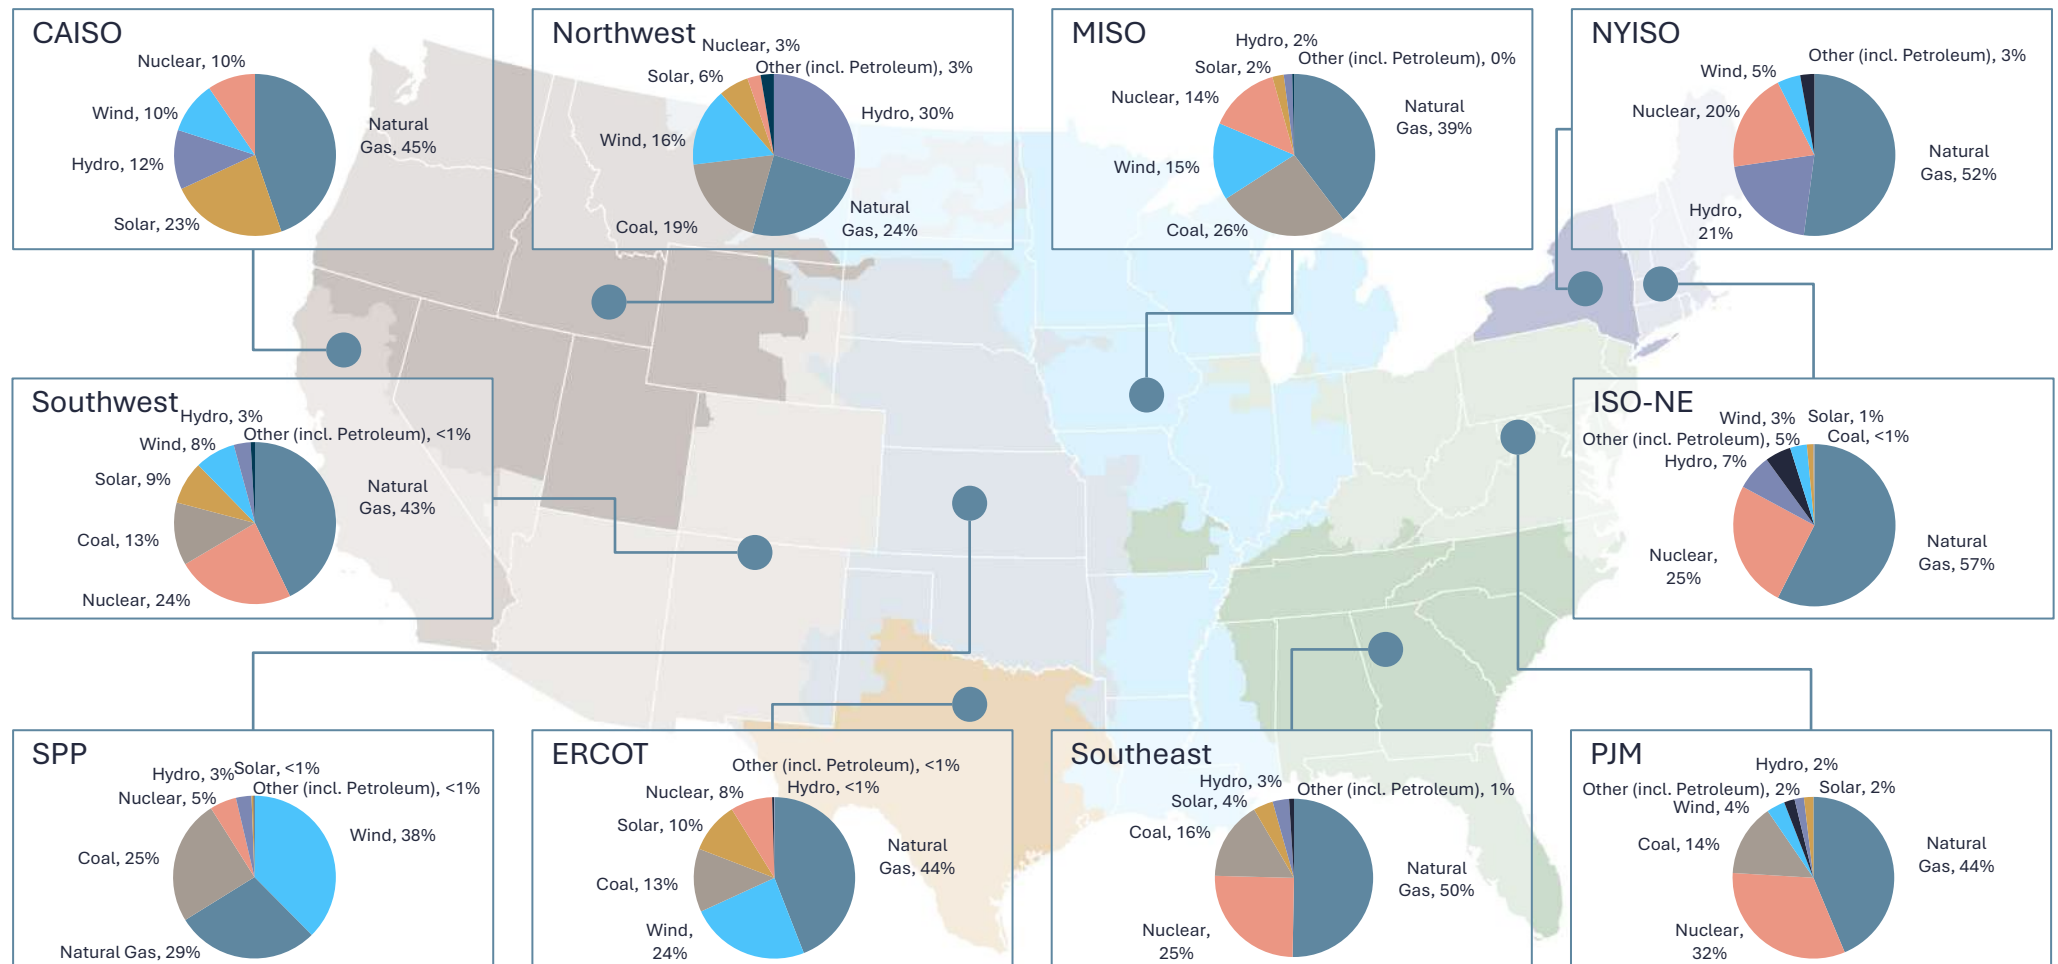 CAISO
Nuclear, 10%
Wind, 10%
Hydro, 12%
Solar, 23%
Natural
Gas, 45%
Northwest
Nuclear, 3%
Other (incl. Petroleum), 3%
Solar, 6%
Hydro, 30%
Wind, 16%
Coal, 19%
Natural
Gas, 24%
MISO
Hydro, 2%
Other (incl. Petroleum), 0%
Solar, 2%
Nuclear, 14%
Natural
Gas, 39%
Wind, 15%
Coal, 26%
NYISO
Other (incl. Petroleum), 3%
Wind, 5%
Nuclear, 20%
Natural
Gas, 52%
Hydro,
21%
Southwest
Hydro, 3%
Other (incl. Petroleum), <1%
Wind, 8%
Solar, 9%
Natural
Gas, 43%
Coal, 13%
Nuclear, 24%
ISO-NE
Wind, 3%
Solar, 1%
Other (incl. Petroleum), 5%
Coal, <1%
Hydro, 7%
Nuclear,
25%
Natural
Gas, 57%
SPP
Hydro, 3%
Solar, <1%
Other (incl. Petroleum), <1%
Nuclear, 5%
Wind, 38%
Coal, 25%
Natural Gas, 29%
ERCOT
Other (incl. Petroleum), <1%
Hydro, <1%
Nuclear, 8%
Solar, 10%
Natural
Gas, 44%
Coal, 13%
Wind,
24%
Southeast
Hydro, 3%
Other (incl. Petroleum), 1%
Solar, 4%
Coal, 16%
Natural
Gas, 50%
Nuclear,
25%
PJM
Hydro, 2%
Other (incl. Petroleum), 2%
Solar, 2%
Wind, 4%
Coal, 14%
Natural
Gas, 44%
Nuclear,
32%